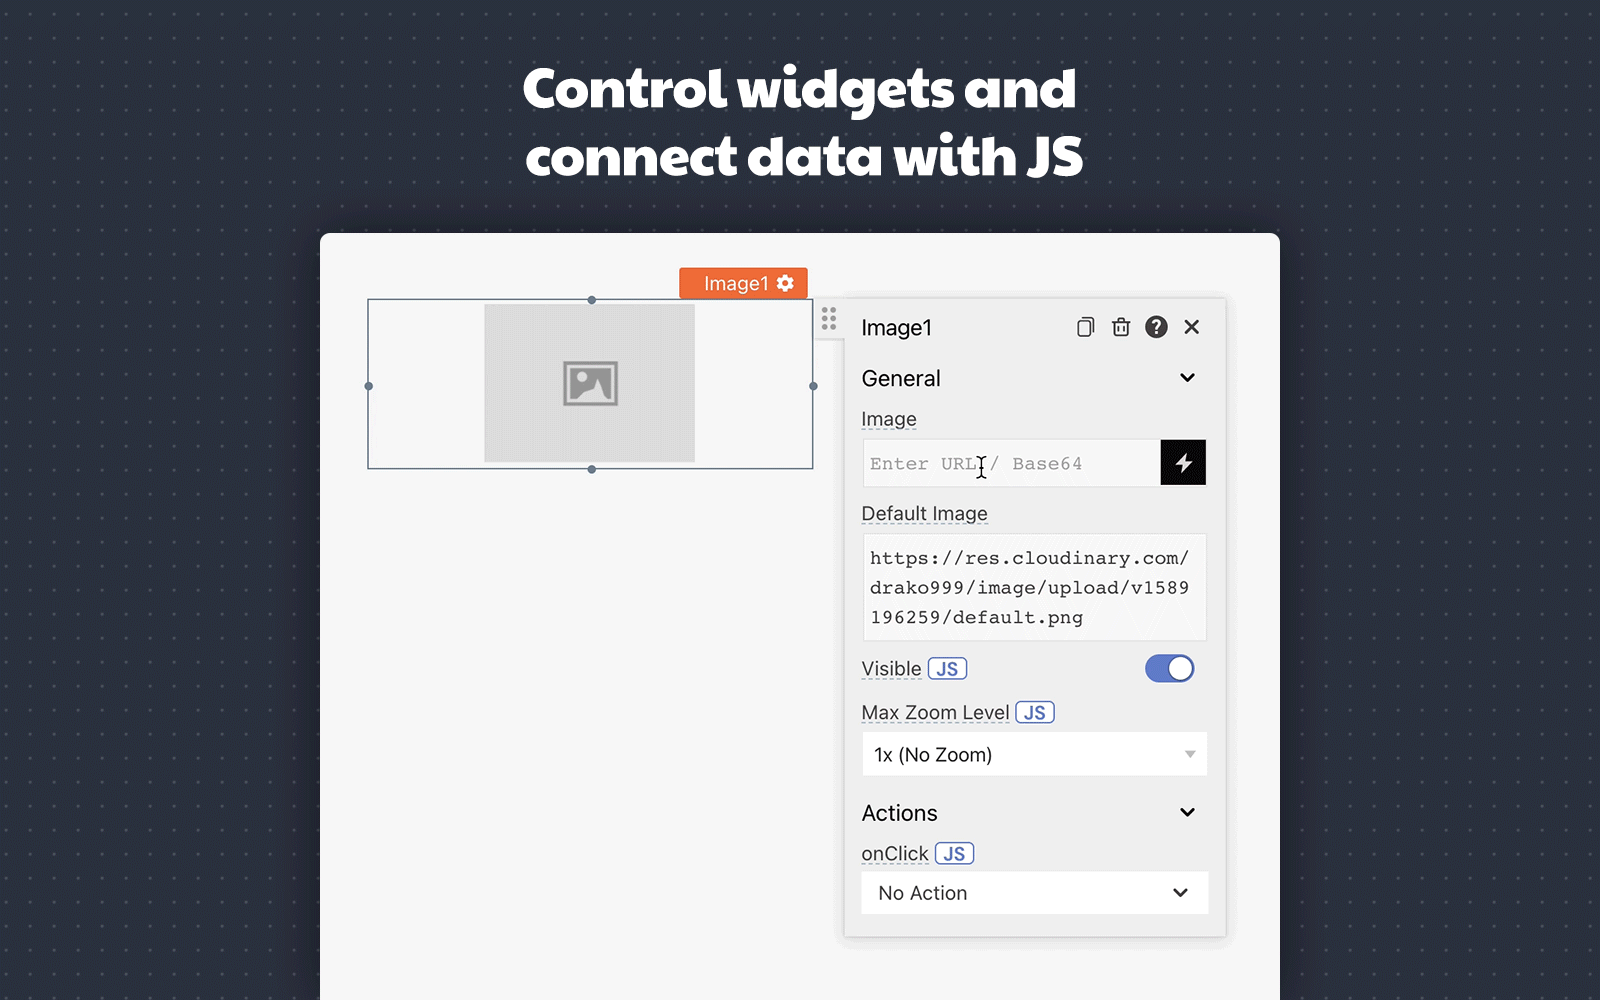 Control widgets and
connect data with JS
Image1
Image1
General
Image
Enter URL / Base64
Default Image
https://res.cloudinary.com/
drako999/image/upload/v1589
196259/default.png
Visible JS
Max Zoom Level JS
1x (No Zoom)
Actions
onClick JS
No Action